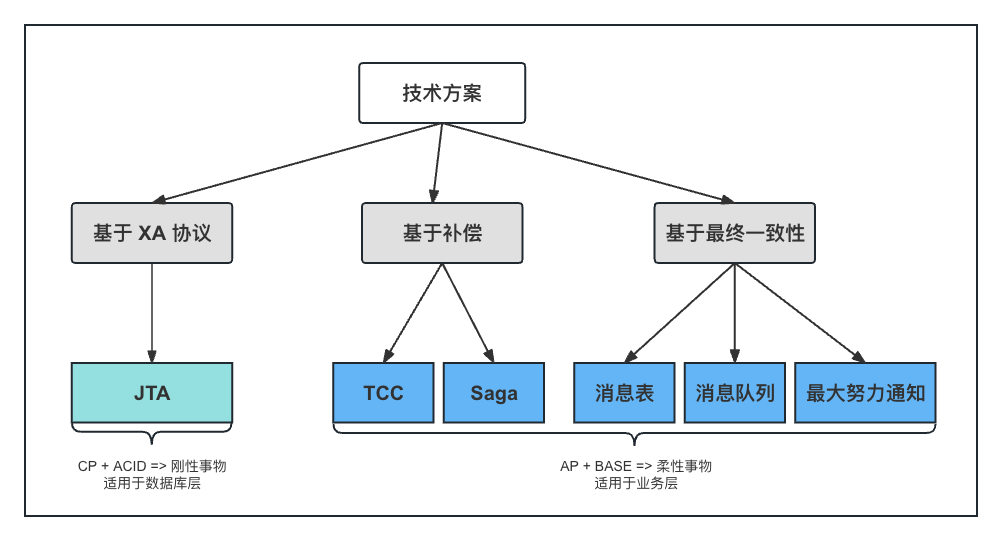 技术方案
基于 XA 协议
基于补偿
基于最终一致性
JTA
TCC
Saga
消息表
消息队列
最大努力通知
CP + ACID => 刚性事物
适用于数据库层
AP + BASE => 柔性事物
适用于业务层